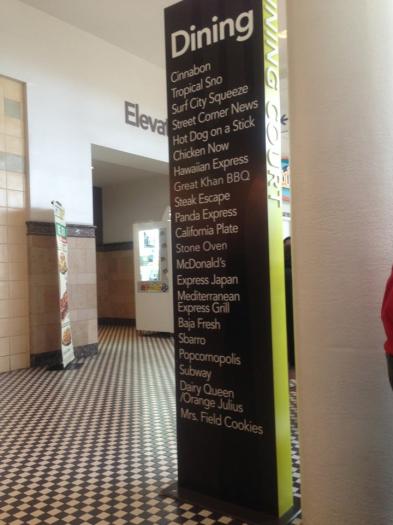 Dining
Cinnabon
Tropical Sno
Surf City Squeeze
Street Corner News
Hot Dog on a Stick
Chicken Now
Hawaiian Express
Great Khan BBQ
Steak Escape
Panda Express
California Plate
Stone Oven
McDonald's
Express Japan
Mediterranean
Express Grill
Baja Fresh
Sbarro
Popcornopolis
Subway
Dairy Queen
/Orange Julius
Mrs. Field Cookies
DINING COURT
Elevat